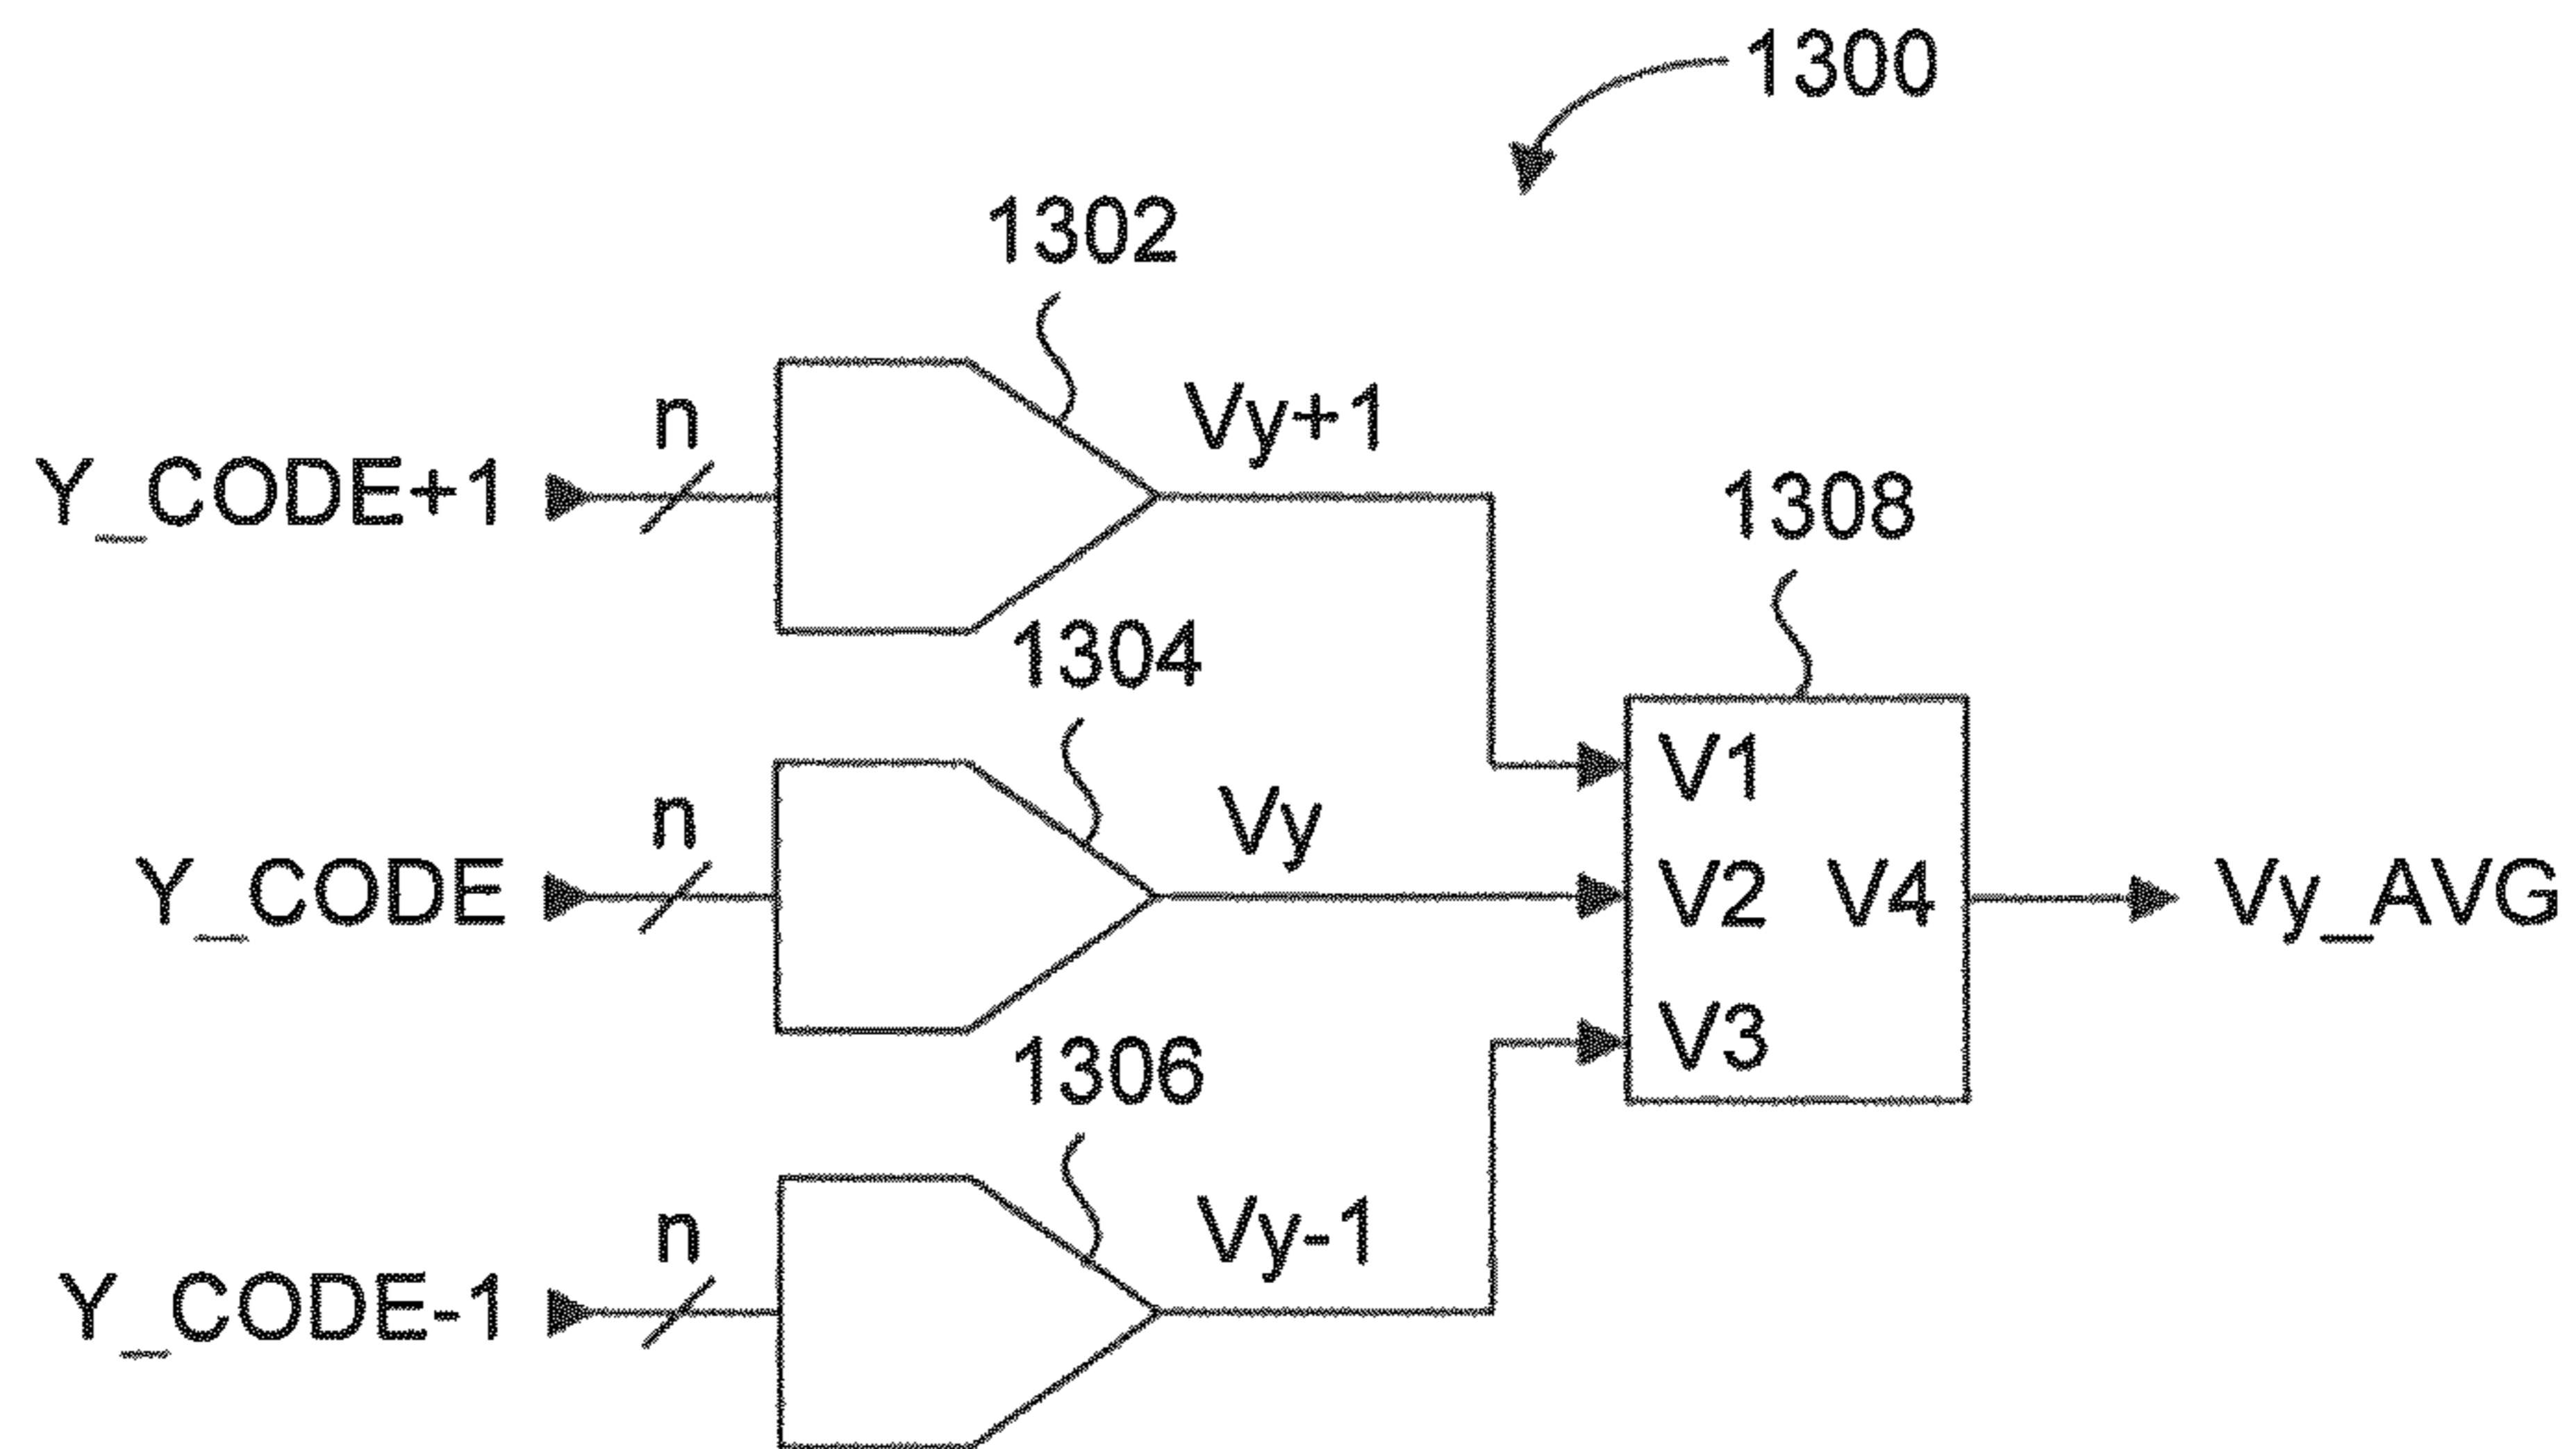 1300
1302
n
Vy+1
Y_CODE+1
1308
1304
V1
n
Vy
Y_CODE
V2 V4
Vy_AVG
V3
1306
n
Vy-1
Y_CODE-1